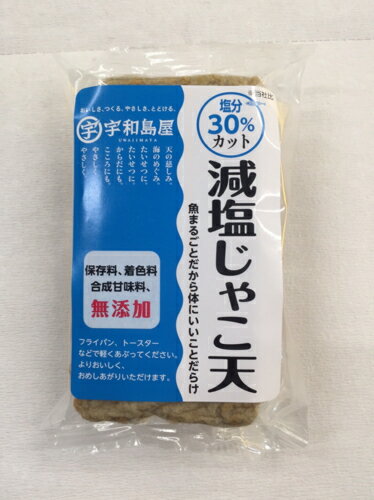 おいしさ、つくる。やさしさ、とどける。
宇 宇和島屋
UWAJIMAYA
天の慈しみ、
海のめぐみ、
たいせつに、
たいせつに。
からだにも、
こころにも、
やさしく、
やさしく。
保存料、着色料
合成甘味料、
無添加
フライパン、トースター
などで軽くあぶってください。
よりおいしく、
おめしあがりいただけます。
当社比
塩分
30%
カット
減塩じゃこ天
魚まるごとだから体にいいことだらけ